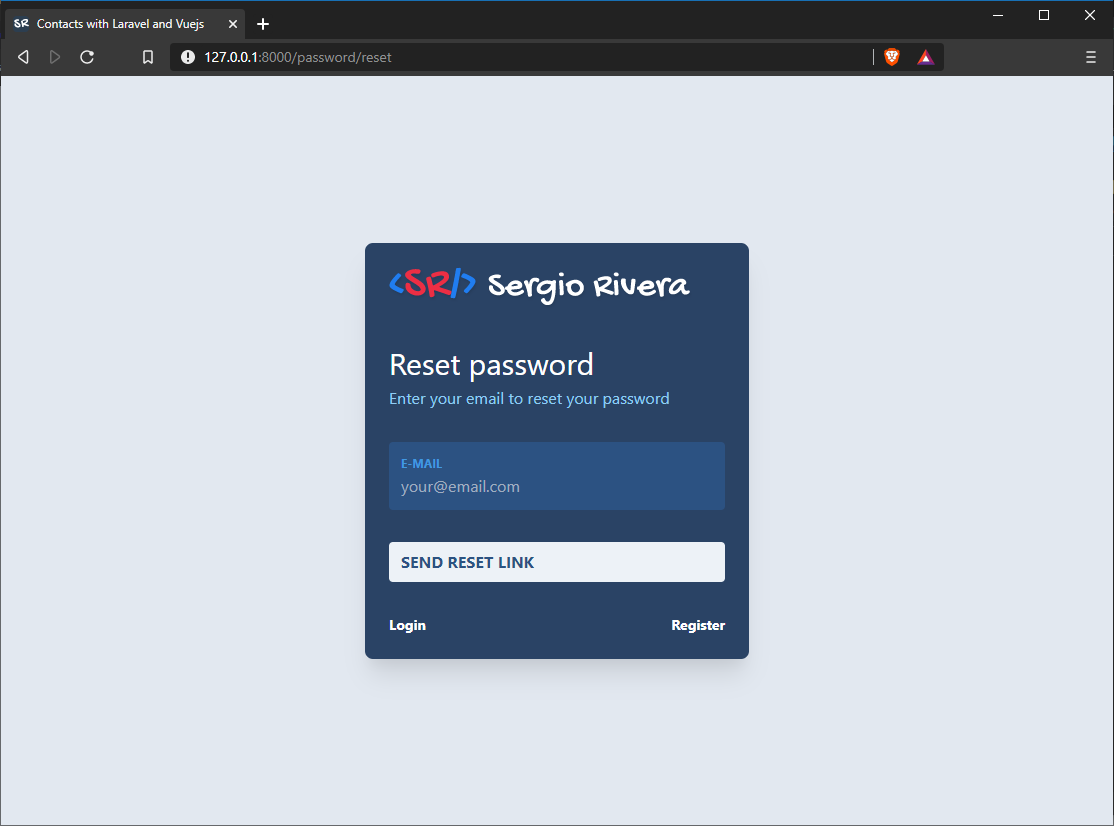 SR Contacts with Laravel and Vuejs
127.0.0.1:8000/password/reset
<SR/> Sergio Rivera
Reset password
Enter your email to reset your password
E-MAIL
your@email.com
SEND RESET LINK
Login Register